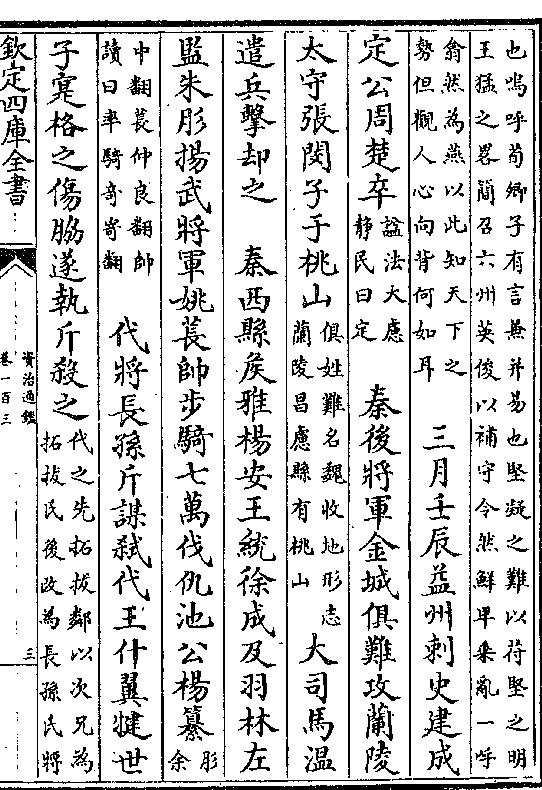 也嗚呼荀卿子有言兼并易也堅凝之難以苻堅之明
王猛之畧簡召六州英俊以補守令然鮮卑乗亂一呼
翕然為燕以此知天下之
勢但觀人心向背何如耳
三月壬辰益州刺史建成
定公周楚卒
諡法大慮
靜民曰定
秦後將軍金城俱難攻蘭陵
太守張閔子于桃山
俱姓難名魏收地形志
蘭陵昌慮縣有桃山
大司馬温
遣兵擊却之　秦西縣侯雅楊安王統徐成及羽林左
監朱肜揚武將軍姚萇帥步騎七萬伐仇池公楊纂
肜
余
中翻萇仲良翻帥
讀曰率騎奇寄翻
代將長孫斤謀弑代王什翼犍世
子寔格之傷脇遂執斤殺之
代之先拓拔鄰以次兄為
拓拔氏後改為長孫氏將
欽定四庫全書
資治通鑑
卷一百三
三